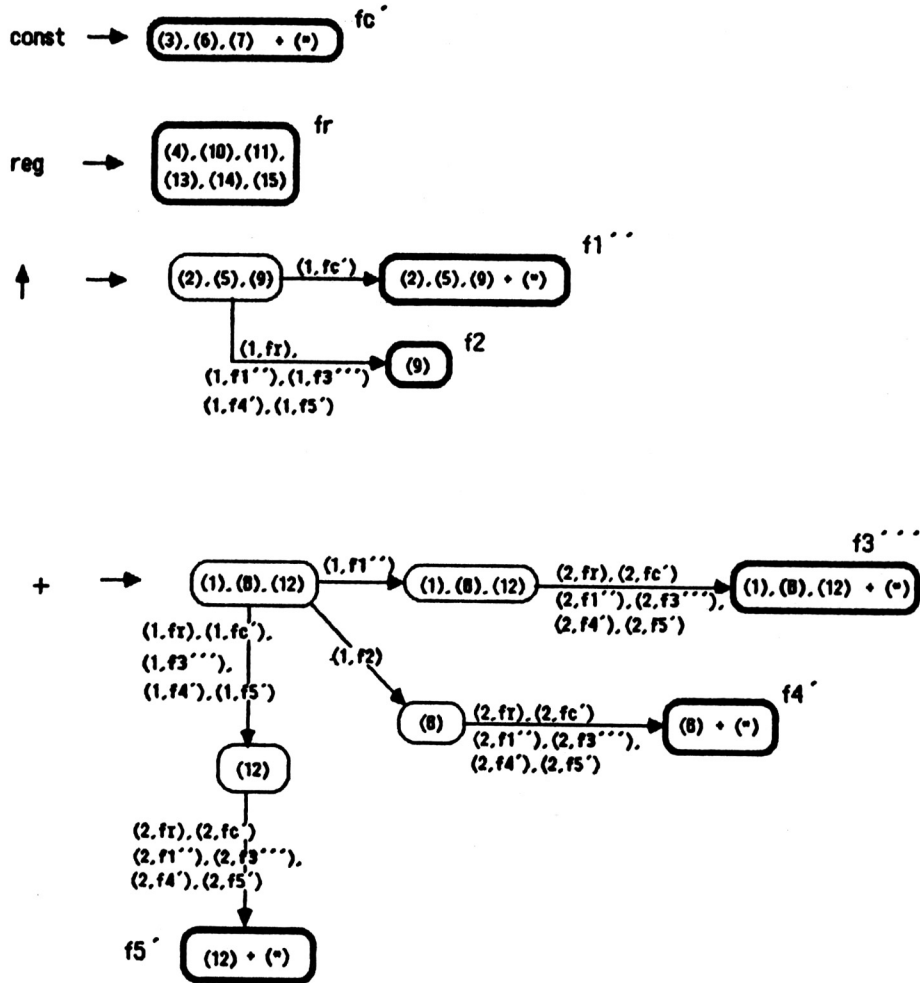 fc´
const (3),(6),(7) + (*)
fr
reg (4),(10),(11),
(13),(14),(15)
f1´´
(2),(5),(9) (1,fc´) (2),(5),(9) + (*)
f2
(1,fr),
(9)
(1,f1´´),(1,f3´´´)
(1,f4´),(1,f5´)
f3´´´
+ (1),(8),(12) (1,f1´´) (1),(8),(12) (2,fr),(2,fc´) (1),(8),(12) + (*)
(2,f1´´),(2,f3´´´),
(2,f4´),(2,f5´)
(1,fr),(1,fc´),
(1,f3´´´),
(1,f4´),(1,f5´)
(1,f2)
f4´
(8) (2,fr),(2,fc´) (8) + (*)
(2,f1´´),(2,f3´´´),
(2,f4´),(2,f5´)
(12)
(2,fr),(2,fc´)
(2,f1´´),(2,f3´´´),
(2,f4´),(2,f5´)
f5´ (12) + (*)